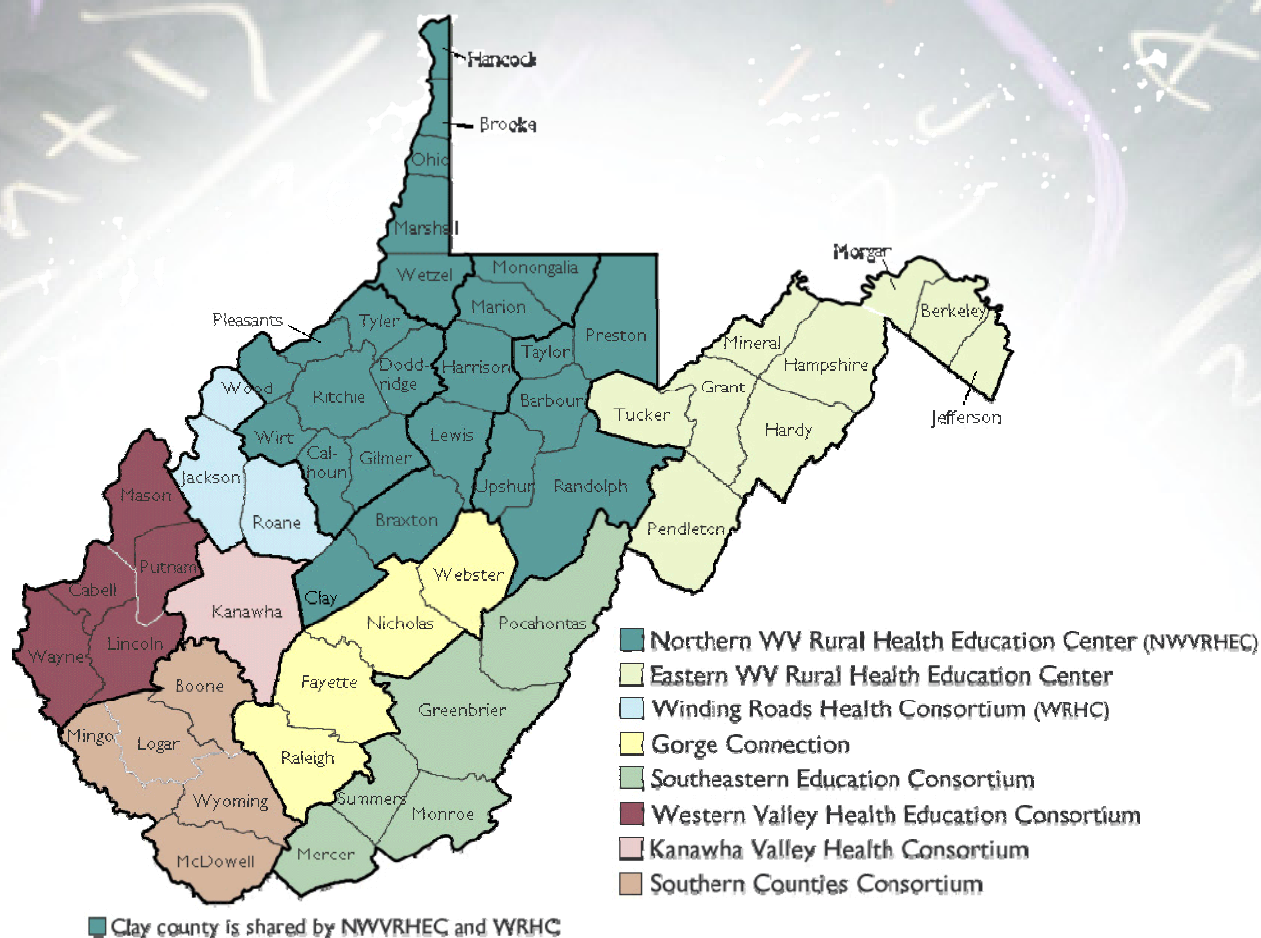 Hancock
Brooke
Ohio
Marshall
Wetzel
Monongalia
Marion
Morgan
Pleasants
Tyler
Preston
Berkeley
Dodd-
ridge
Harrison
Taylor
Mineral
Hampshire
Wood
Ritchie
Barbour
Grant
Tucker
Jefferson
Wirt
Lewis
Hardy
Cal-
houn
Gilmer
Jackson
Upshur
Randolph
Mason
Roane
Braxton
Pendleton
Putnam
Webster
Cabell
Clay
Kanawha
Nicholas
Pocahontas
Lincoln
Wayne
Boone
Fayette
Greenbrier
Mingo
Logar
Raleigh
Wyoming
Summers
Monroe
Mercer
McDowell
Northern WV Rural Health Education Center (NWVRHEC)
Eastern WV Rural Health Education Center
Winding Roads Health Consortium (WRHC)
Gorge Connection
Southeastern Education Consortium
Western Valley Health Education Consortium
Kanawha Valley Health Consortium
Southern Counties Consortium
Clay county is shared by NWVRHEC and WRHC